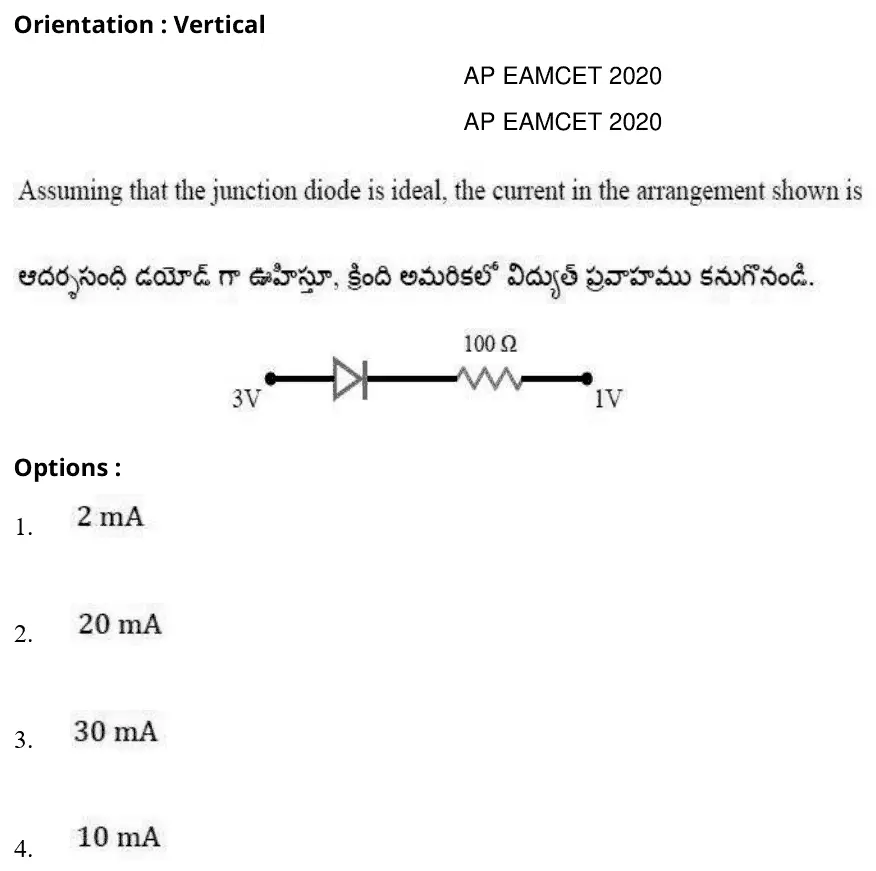 Orientation : Vertical
AP EAMCET 2020
AP EAMCET 2020
Assuming that the junction diode is ideal, the current in the arrangement shown is
ఆదర్శసంధి డయోడ్ గా ఊహిస్తూ, క్రింది అమరికలో విద్యుత్ ప్రవాహము కనుగొనండి.
100 Ω
3V
1V
Options :
1. 2 mA
2. 20 mA
3. 30 mA
4. 10 mA